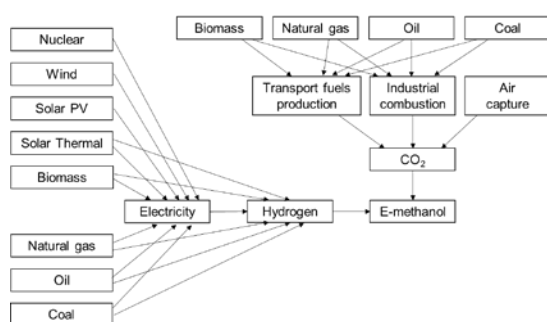 Biomass
Natural gas
Oil
Coal
Nuclear
Wind
Solar PV
Solar Thermal
Biomass
Natural gas
Oil
Coal
Transport fuels
production
Industrial
combustion
Air
capture
CO₂
Electricity
Hydrogen
E-methanol